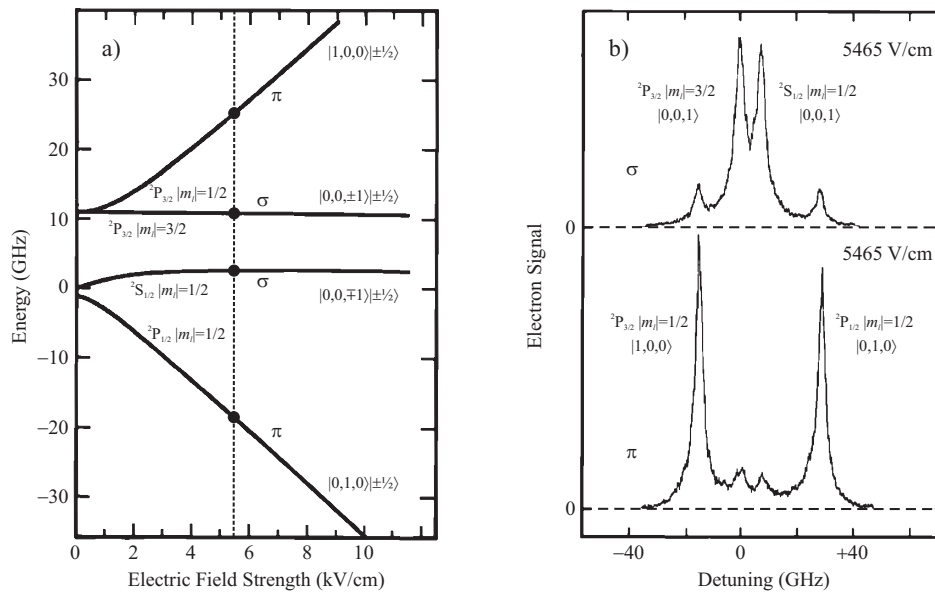 a)
30
20
10
0
−10
−20
−30
Energy (GHz)
|1,0,0⟩|±½⟩
π
²P₃/₂ |mₗ|=1/2
σ
|0,0,±1⟩|±½⟩
²P₃/₂ |mₗ|=3/2
σ
²S₁/₂ |mₗ|=1/2
|0,0,∓1⟩|±½⟩
²P₁/₂ |mₗ|=1/2
π
|0,1,0⟩|±½⟩
0 2 4 6 8 10
Electric Field Strength (kV/cm)
b)
5465 V/cm
²P₃/₂ |mₗ|=3/2
|0,0,1⟩
²S₁/₂ |mₗ|=1/2
|0,0,1⟩
σ
0
5465 V/cm
²P₃/₂ |mₗ|=1/2
|1,0,0⟩
²P₁/₂ |mₗ|=1/2
|0,1,0⟩
π
0
Electron Signal
−40 0 +40
Detuning (GHz)